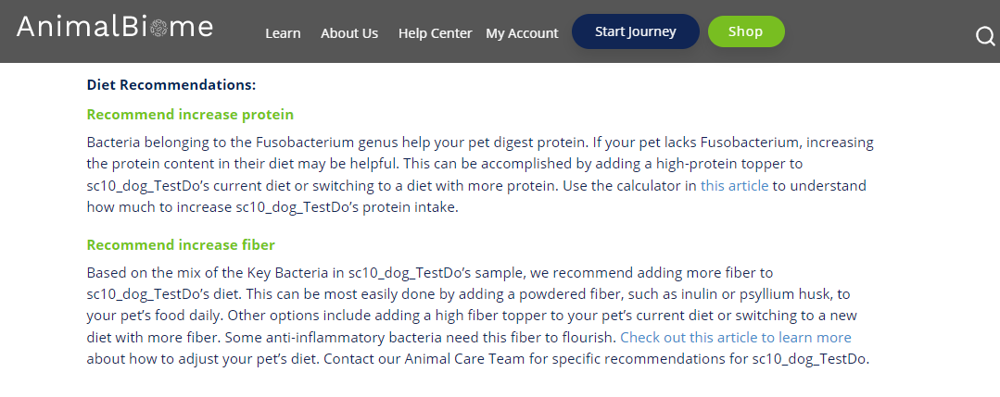 AnimalBiome
Learn About Us Help Center My Account Start Journey Shop
Diet Recommendations:
Recommend increase protein
Bacteria belonging to the Fusobacterium genus help your pet digest protein. If your pet lacks Fusobacterium, increasing
the protein content in their diet may be helpful. This can be accomplished by adding a high-protein topper to
sc10_dog_TestDo’s current diet or switching to a diet with more protein. Use the calculator in this article to understand
how much to increase sc10_dog_TestDo’s protein intake.
Recommend increase fiber
Based on the mix of the Key Bacteria in sc10_dog_TestDo’s sample, we recommend adding more fiber to
sc10_dog_TestDo’s diet. This can be most easily done by adding a powdered fiber, such as inulin or psyllium husk, to
your pet’s food daily. Other options include adding a high fiber topper to your pet’s current diet or switching to a new
diet with more fiber. Some anti-inflammatory bacteria need this fiber to flourish. Check out this article to learn more
about how to adjust your pet’s diet. Contact our Animal Care Team for specific recommendations for sc10_dog_TestDo.